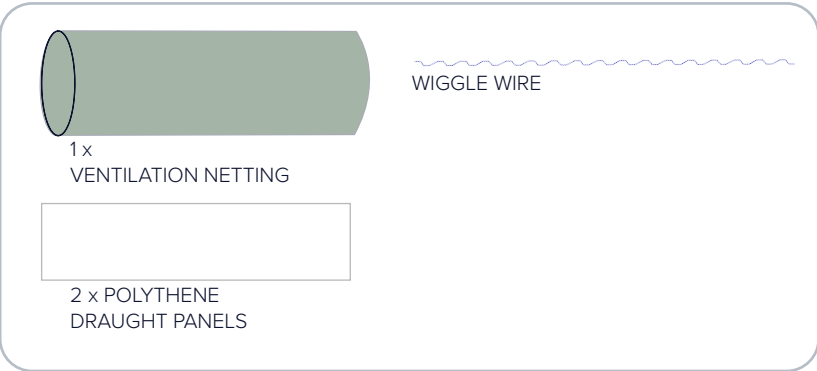 1 x
VENTILATION NETTING
WIGGLE WIRE
2 x POLYTHENE
DRAUGHT PANELS